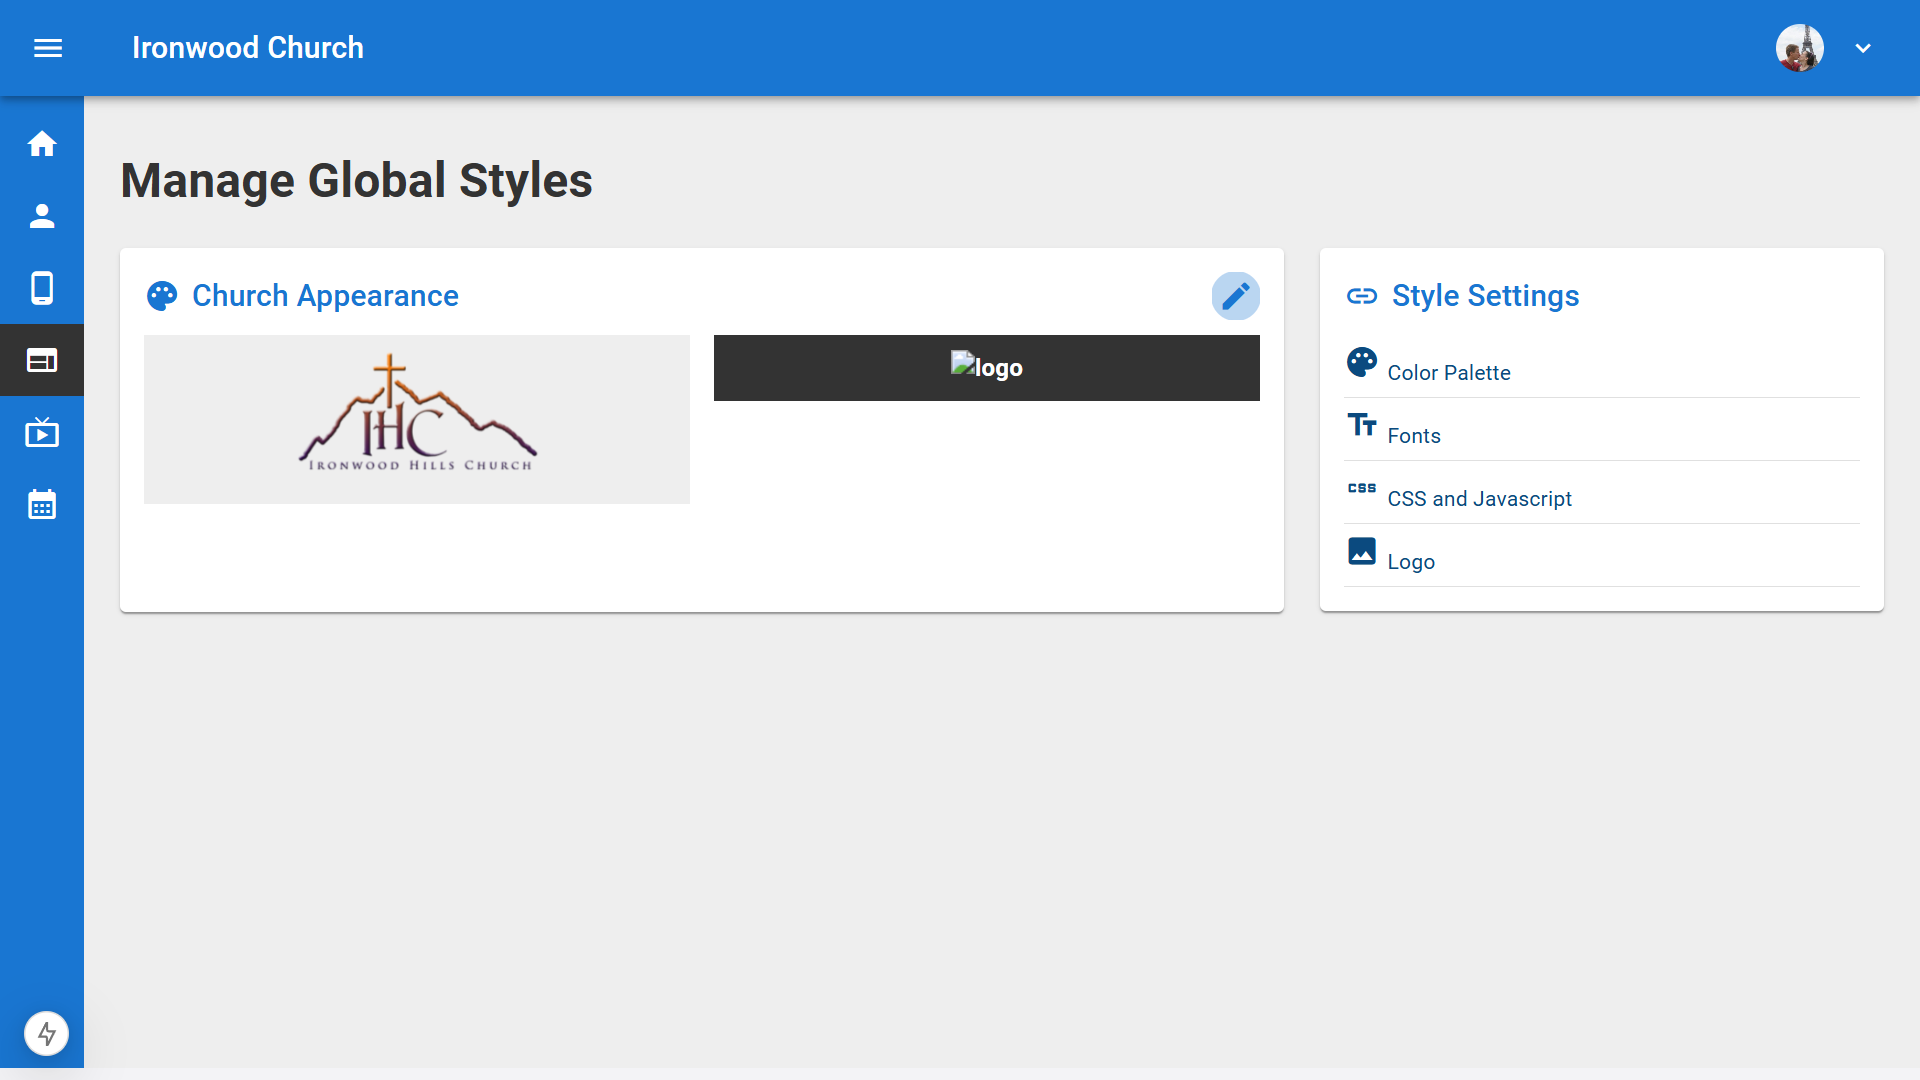 Ironwood Church
Manage Global Styles
Church Appearance
IHC
Ironwood Hills Church
logo
Style Settings
Color Palette
Fonts
CSS and Javascript
Logo